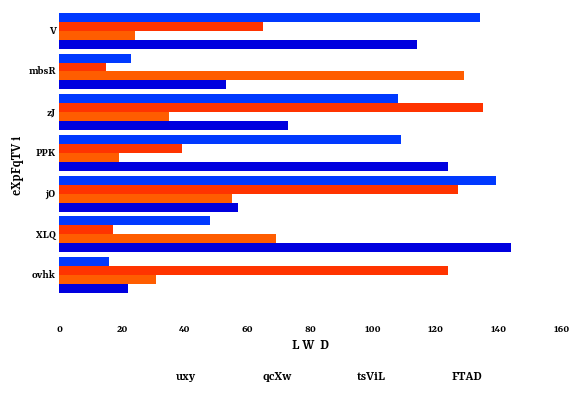 V
mbsR
zJ
PPK
jO
XLQ
ovhk
eXpFqTV i
0 20 40 60 80 100 120 140 160
L W D
uxy qcXw tsViL FTAD